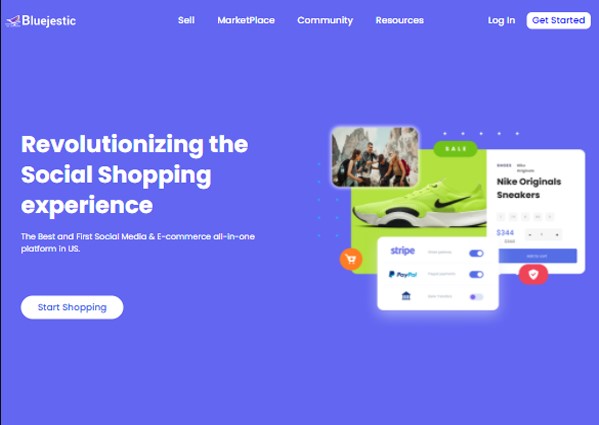 Bluejestic
Sell MarketPlace Community Resources
Log In Get Started
Revolutionizing the
Social Shopping
experience
The Best and First Social Media & E-commerce all-in-one
platform in US.
Start Shopping
SALE
Nike Originals
Sneakers
$344
stripe
PayPal